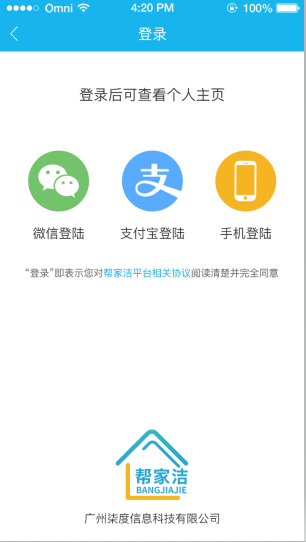 Omni 4:20 PM 100%
登录
登录后可查看个人主页
微信登陆 支付宝登陆 手机登陆
“登录”即表示您对帮家洁平台相关协议阅读清楚并完全同意
帮家洁
BANGJIAJIE
广州柒度信息科技有限公司